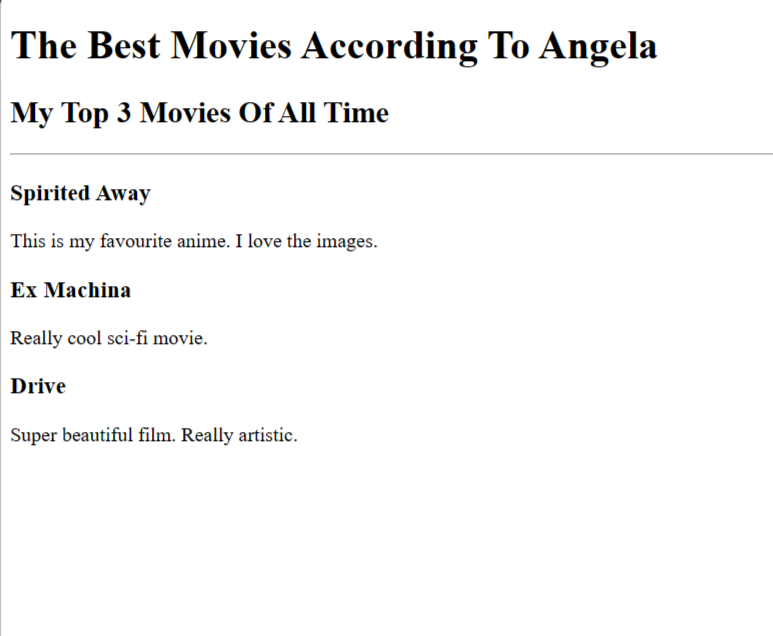 The Best Movies According To Angela
My Top 3 Movies Of All Time
Spirited Away
This is my favourite anime. I love the images.
Ex Machina
Really cool sci-fi movie.
Drive
Super beautiful film. Really artistic.